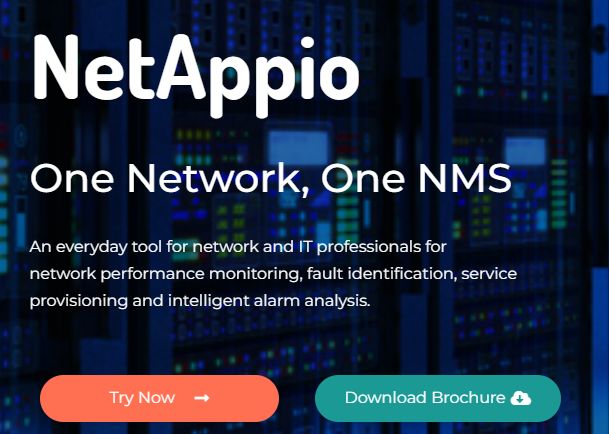 NetAppio
One Network, One NMS
An everyday tool for network and IT professionals for
network performance monitoring, fault identification, service
provisioning and intelligent alarm analysis.
Try Now
Download Brochure